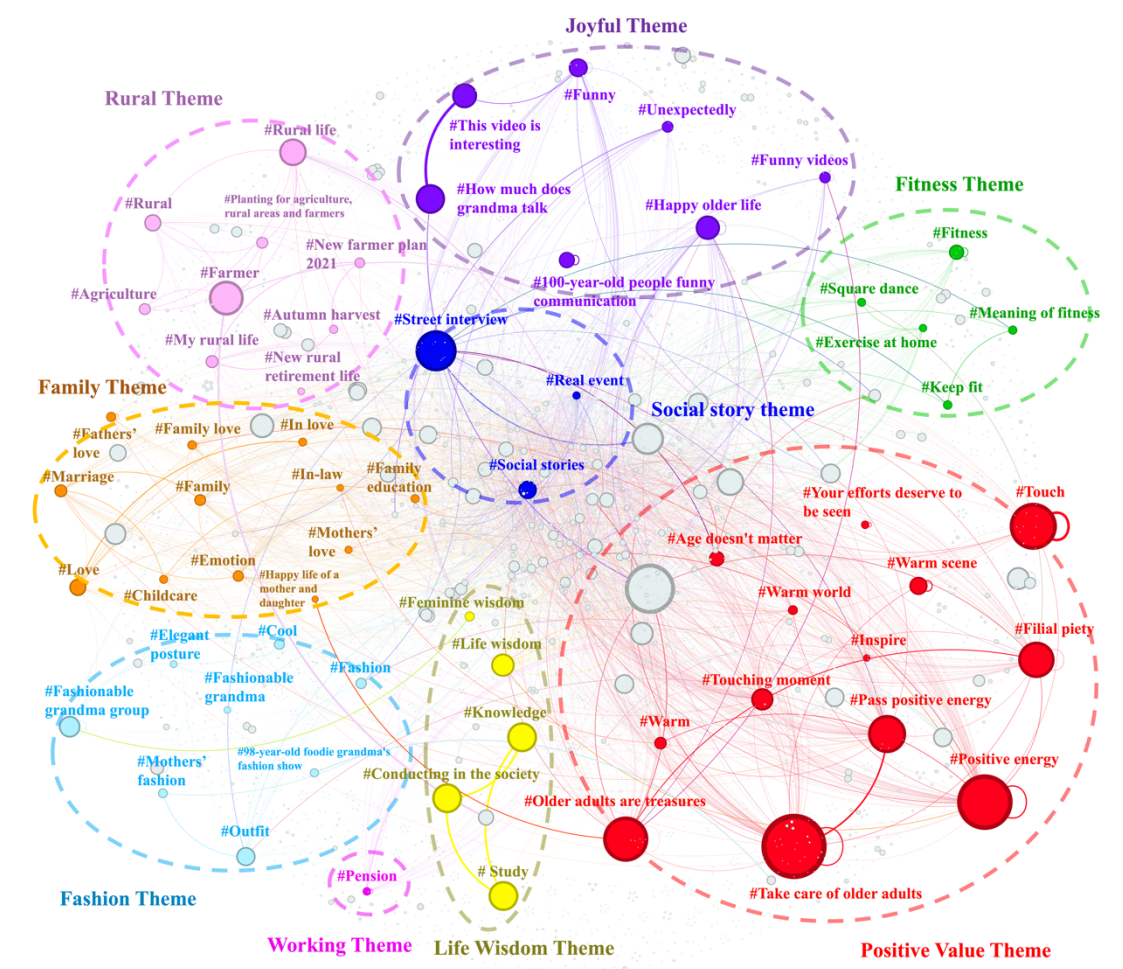 Joyful Theme
Rural Theme
#Funny
#Unexpectedly
#Rural life
#This video is
interesting
#Funny videos
Fitness Theme
#How much does
grandma talk
#Planting for agriculture,
rural areas and farmers
#Rural
#Happy older life
#Fitness
#New farmer plan
2021
#Farmer
#100-year-old people funny
communication
#Square dance
#Agriculture
#Autumn harvest
#Street interview
#Meaning of fitness
#My rural life
#Exercise at home
#New rural
retirement life
#Real event
#Keep fit
Family Theme
Social story theme
#Fathers’
love
#Family love
#In love
#Marriage
#In-law
#Family
education
#Social stories
#Family
#Your efforts deserve to
be seen
#Touch
#Mothers’
love
#Age doesn't matter
#Love
#Emotion
#Warm scene
#Childcare
#Happy life of a
mother and
daughter
#Warm world
#Feminine wisdom
#Elegant
posture
#Cool
#Life wisdom
#Inspire
#Filial piety
#Fashionable
grandma group
#Fashionable
grandma
#Fashion
#Touching moment
#Pass positive energy
#Knowledge
#Warm
#Mothers’
fashion
#98-year-old foodie grandma's
fashion show
#Positive energy
#Conducting in the society
#Older adults are treasures
#Outfit
#Pension
# Study
#Take care of older adults
Fashion Theme
Working Theme
Life Wisdom Theme
Positive Value Theme